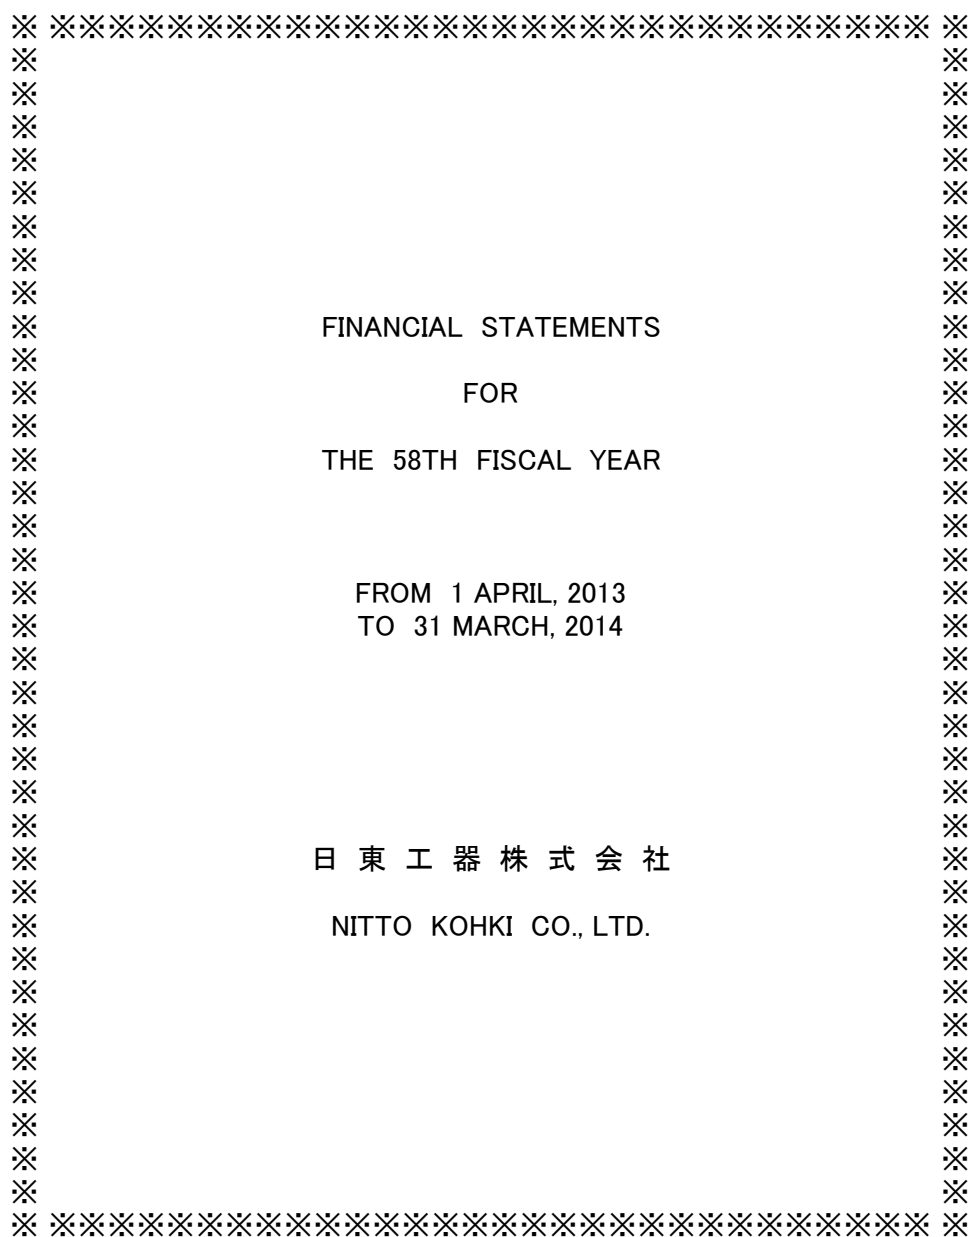 FINANCIAL STATEMENTS
FOR
THE 58TH FISCAL YEAR
FROM 1 APRIL, 2013
TO 31 MARCH, 2014
日 東 工 器 株 式 会 社
NITTO KOHKI CO., LTD.